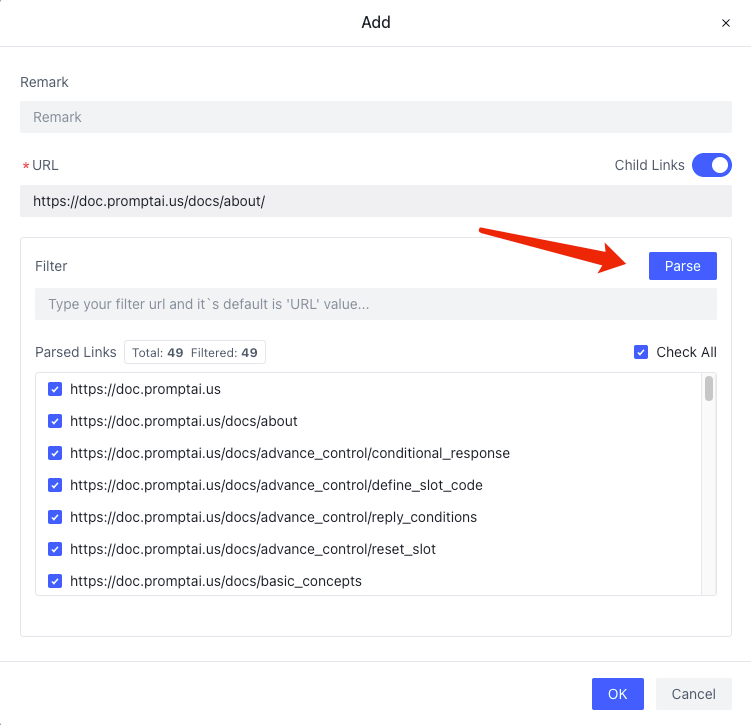 Add
Remark
Remark
* URL Child Links
https://doc.promptai.us/docs/about/
Filter Parse
Type your filter url and it`s default is 'URL' value...
Parsed Links Total: 49 Filtered: 49 Check All
https://doc.promptai.us
https://doc.promptai.us/docs/about
https://doc.promptai.us/docs/advance_control/conditional_response
https://doc.promptai.us/docs/advance_control/define_slot_code
https://doc.promptai.us/docs/advance_control/reply_conditions
https://doc.promptai.us/docs/advance_control/reset_slot
https://doc.promptai.us/docs/basic_concepts
OK Cancel